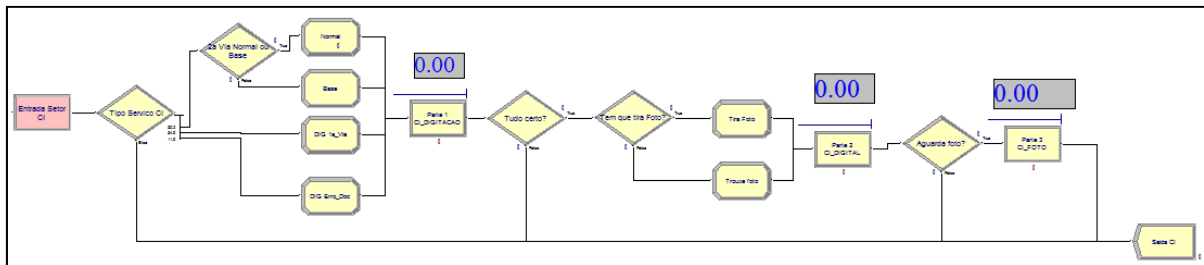 2a Via Normal ou
Base
True
False
Normal
0
Base
Entrada Setor
CI
Tipo Servico CI
Else
DIG 1a_Via
DIG Erro_Doc
0.00
Parte 1
CI_DIGITACAO
0
Tudo certo?
True
False
Tem que tira Foto?
True
False
Tira Foto
Trouxe foto
0.00
Parte 2
CI_DIGITAL
0
Aguarda foto?
True
False
0.00
Parte 3
CI_FOTO
0
Saida CI
0